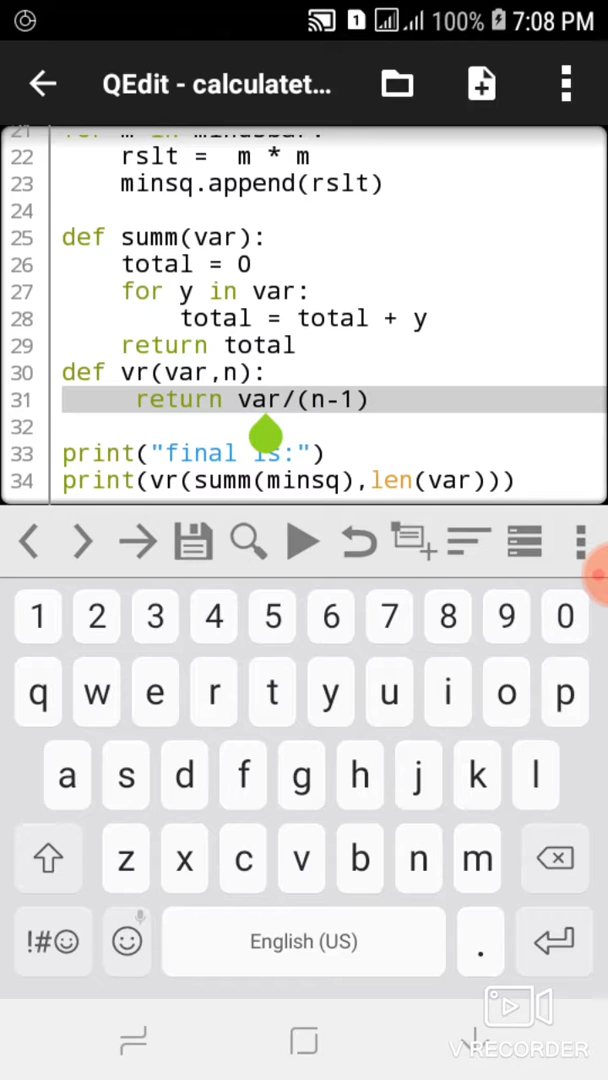 1 100% 7:08 PM
QEdit - calculatet...
21
22 rslt = m * m
23 minsq.append(rslt)
24
25 def summ(var):
26 total = 0
27 for y in var:
28 total = total + y
29 return total
30 def vr(var,n):
31 return var/(n-1)
32
33 print("final is:")
34 print(vr(summ(minsq),len(var)))
1 2 3 4 5 6 7 8 9 0
q w e r t y u i o p
a s d f g h j k l
z x c v b n m
!#☺ English (US) .
V RECORDER